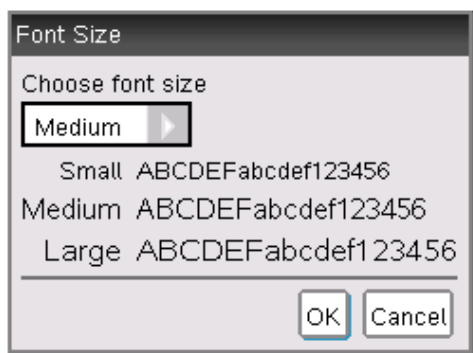 Font Size
Choose font size
Medium
Small ABCDEFabcdef123456
Medium ABCDEFabcdef123456
Large ABCDEFabcdef123456
OK Cancel